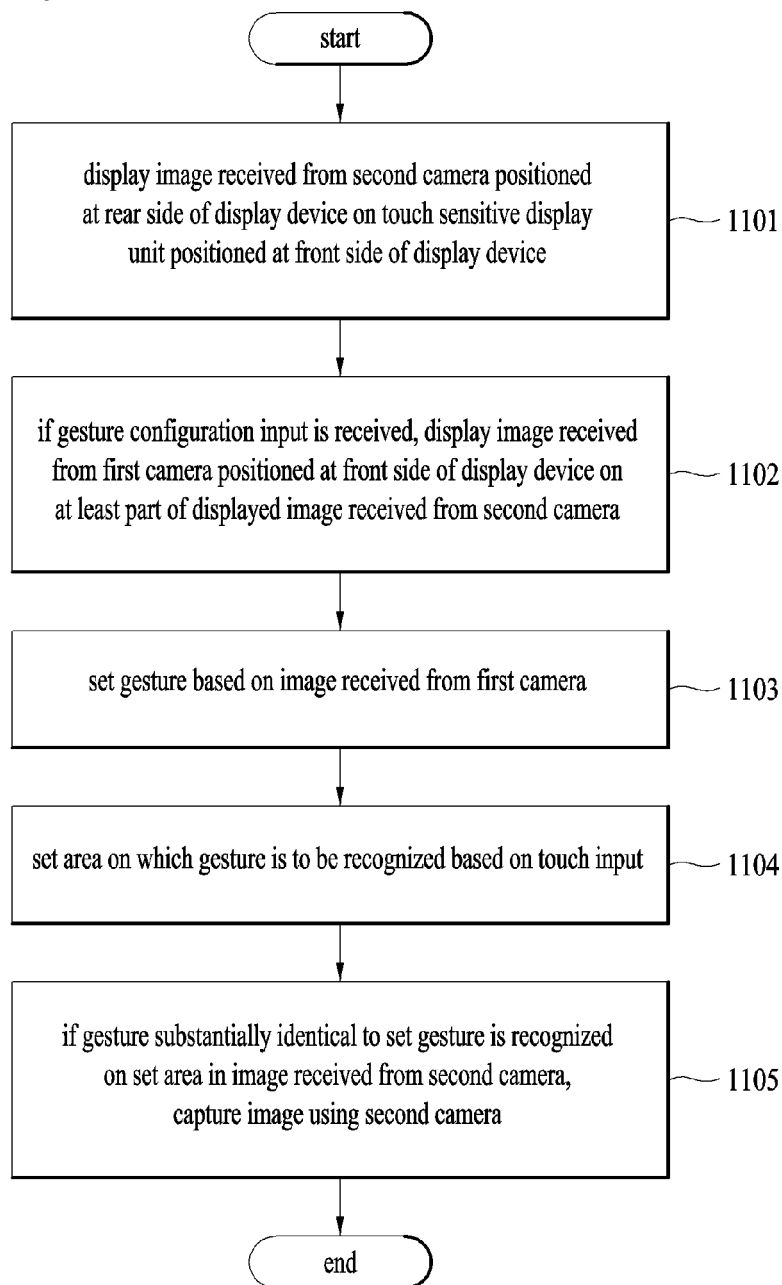 start
display image received from second camera positioned
at rear side of display device on touch sensitive display
unit positioned at front side of display device
1101
if gesture configuration input is received, display image received
from first camera positioned at front side of display device on
at least part of displayed image received from second camera
1102
set gesture based on image received from first camera
1103
set area on which gesture is to be recognized based on touch input
1104
if gesture substantially identical to set gesture is recognized
on set area in image received from second camera,
capture image using second camera
1105
end